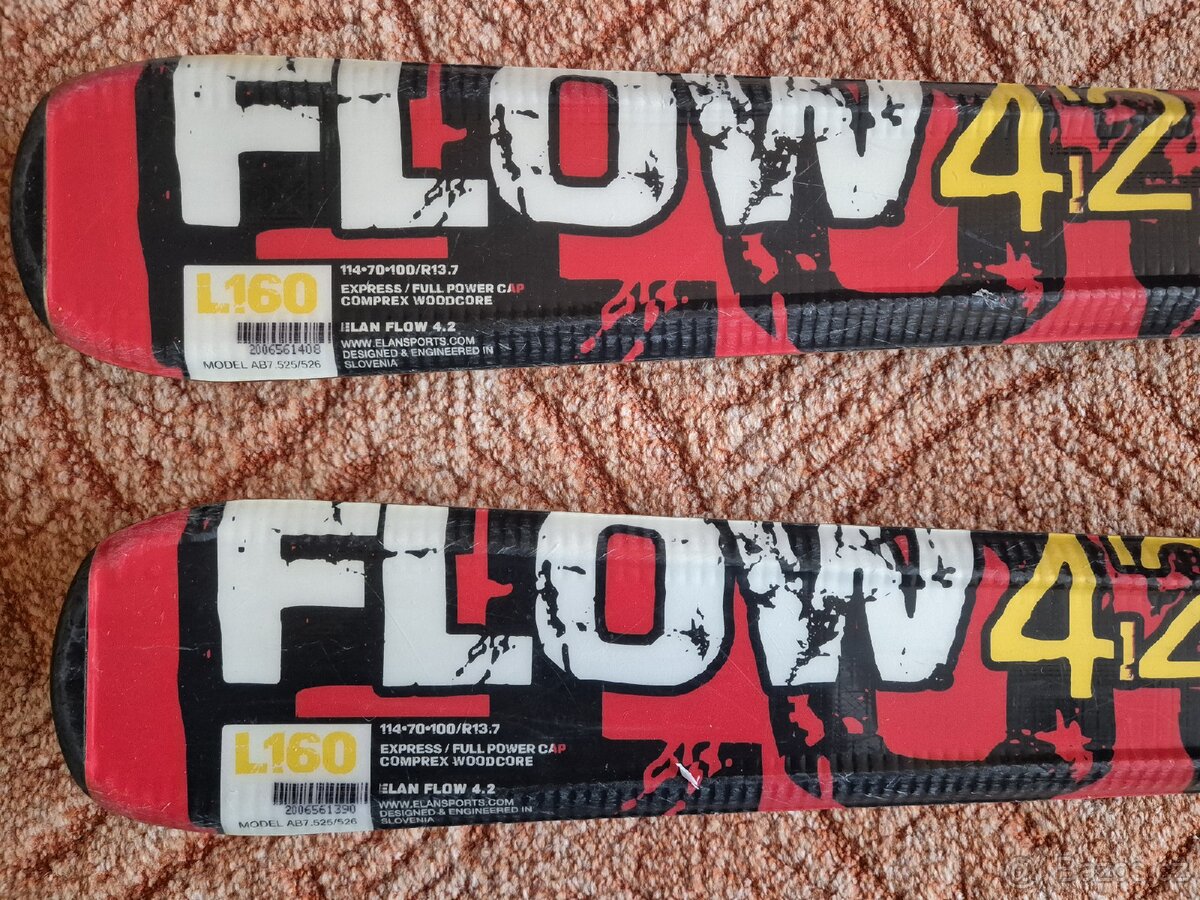 FLOW 4.2
L160
114•70•100/R13.7
EXPRESS / FULL POWER CAP
COMPREX WOODCORE
ELAN FLOW 4.2
WWW.ELANSPORTS.COM
DESIGNED & ENGINEERED IN
SLOVENIA
2006561408
MODEL AB7.525/526
FLOW 4.2
L160
114•70•100/R13.7
EXPRESS / FULL POWER CAP
COMPREX WOODCORE
ELAN FLOW 4.2
WWW.ELANSPORTS.COM
DESIGNED & ENGINEERED IN
SLOVENIA
2006561390
MODEL AB7.525/526
Bazos.cz